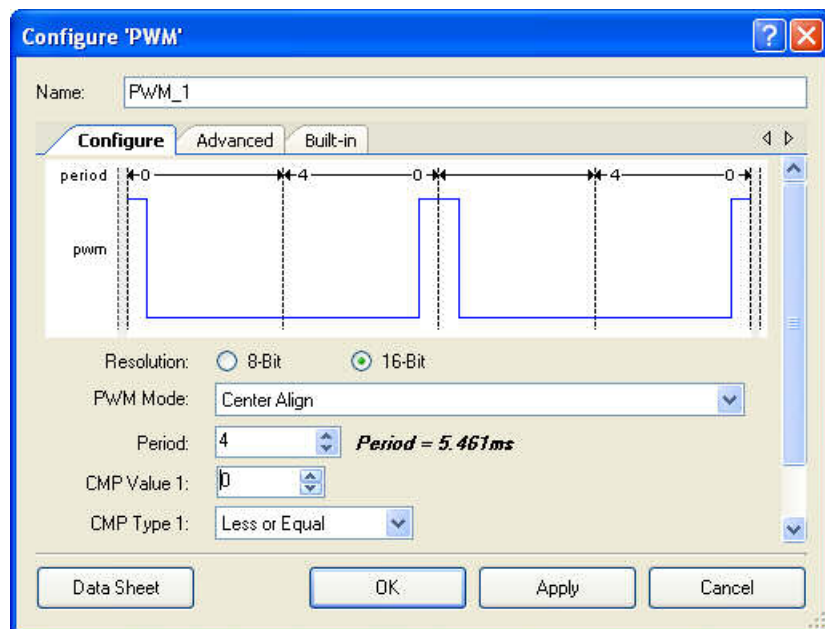 Configure 'PWM'
Name: PWM_1
Configure Advanced Built-in
period 0 4 0 4 0
pwm
Resolution: 8-Bit 16-Bit
PWM Mode: Center Align
Period: 4 Period = 5.461ms
CMP Value 1: 0
CMP Type 1: Less or Equal
Data Sheet OK Apply Cancel